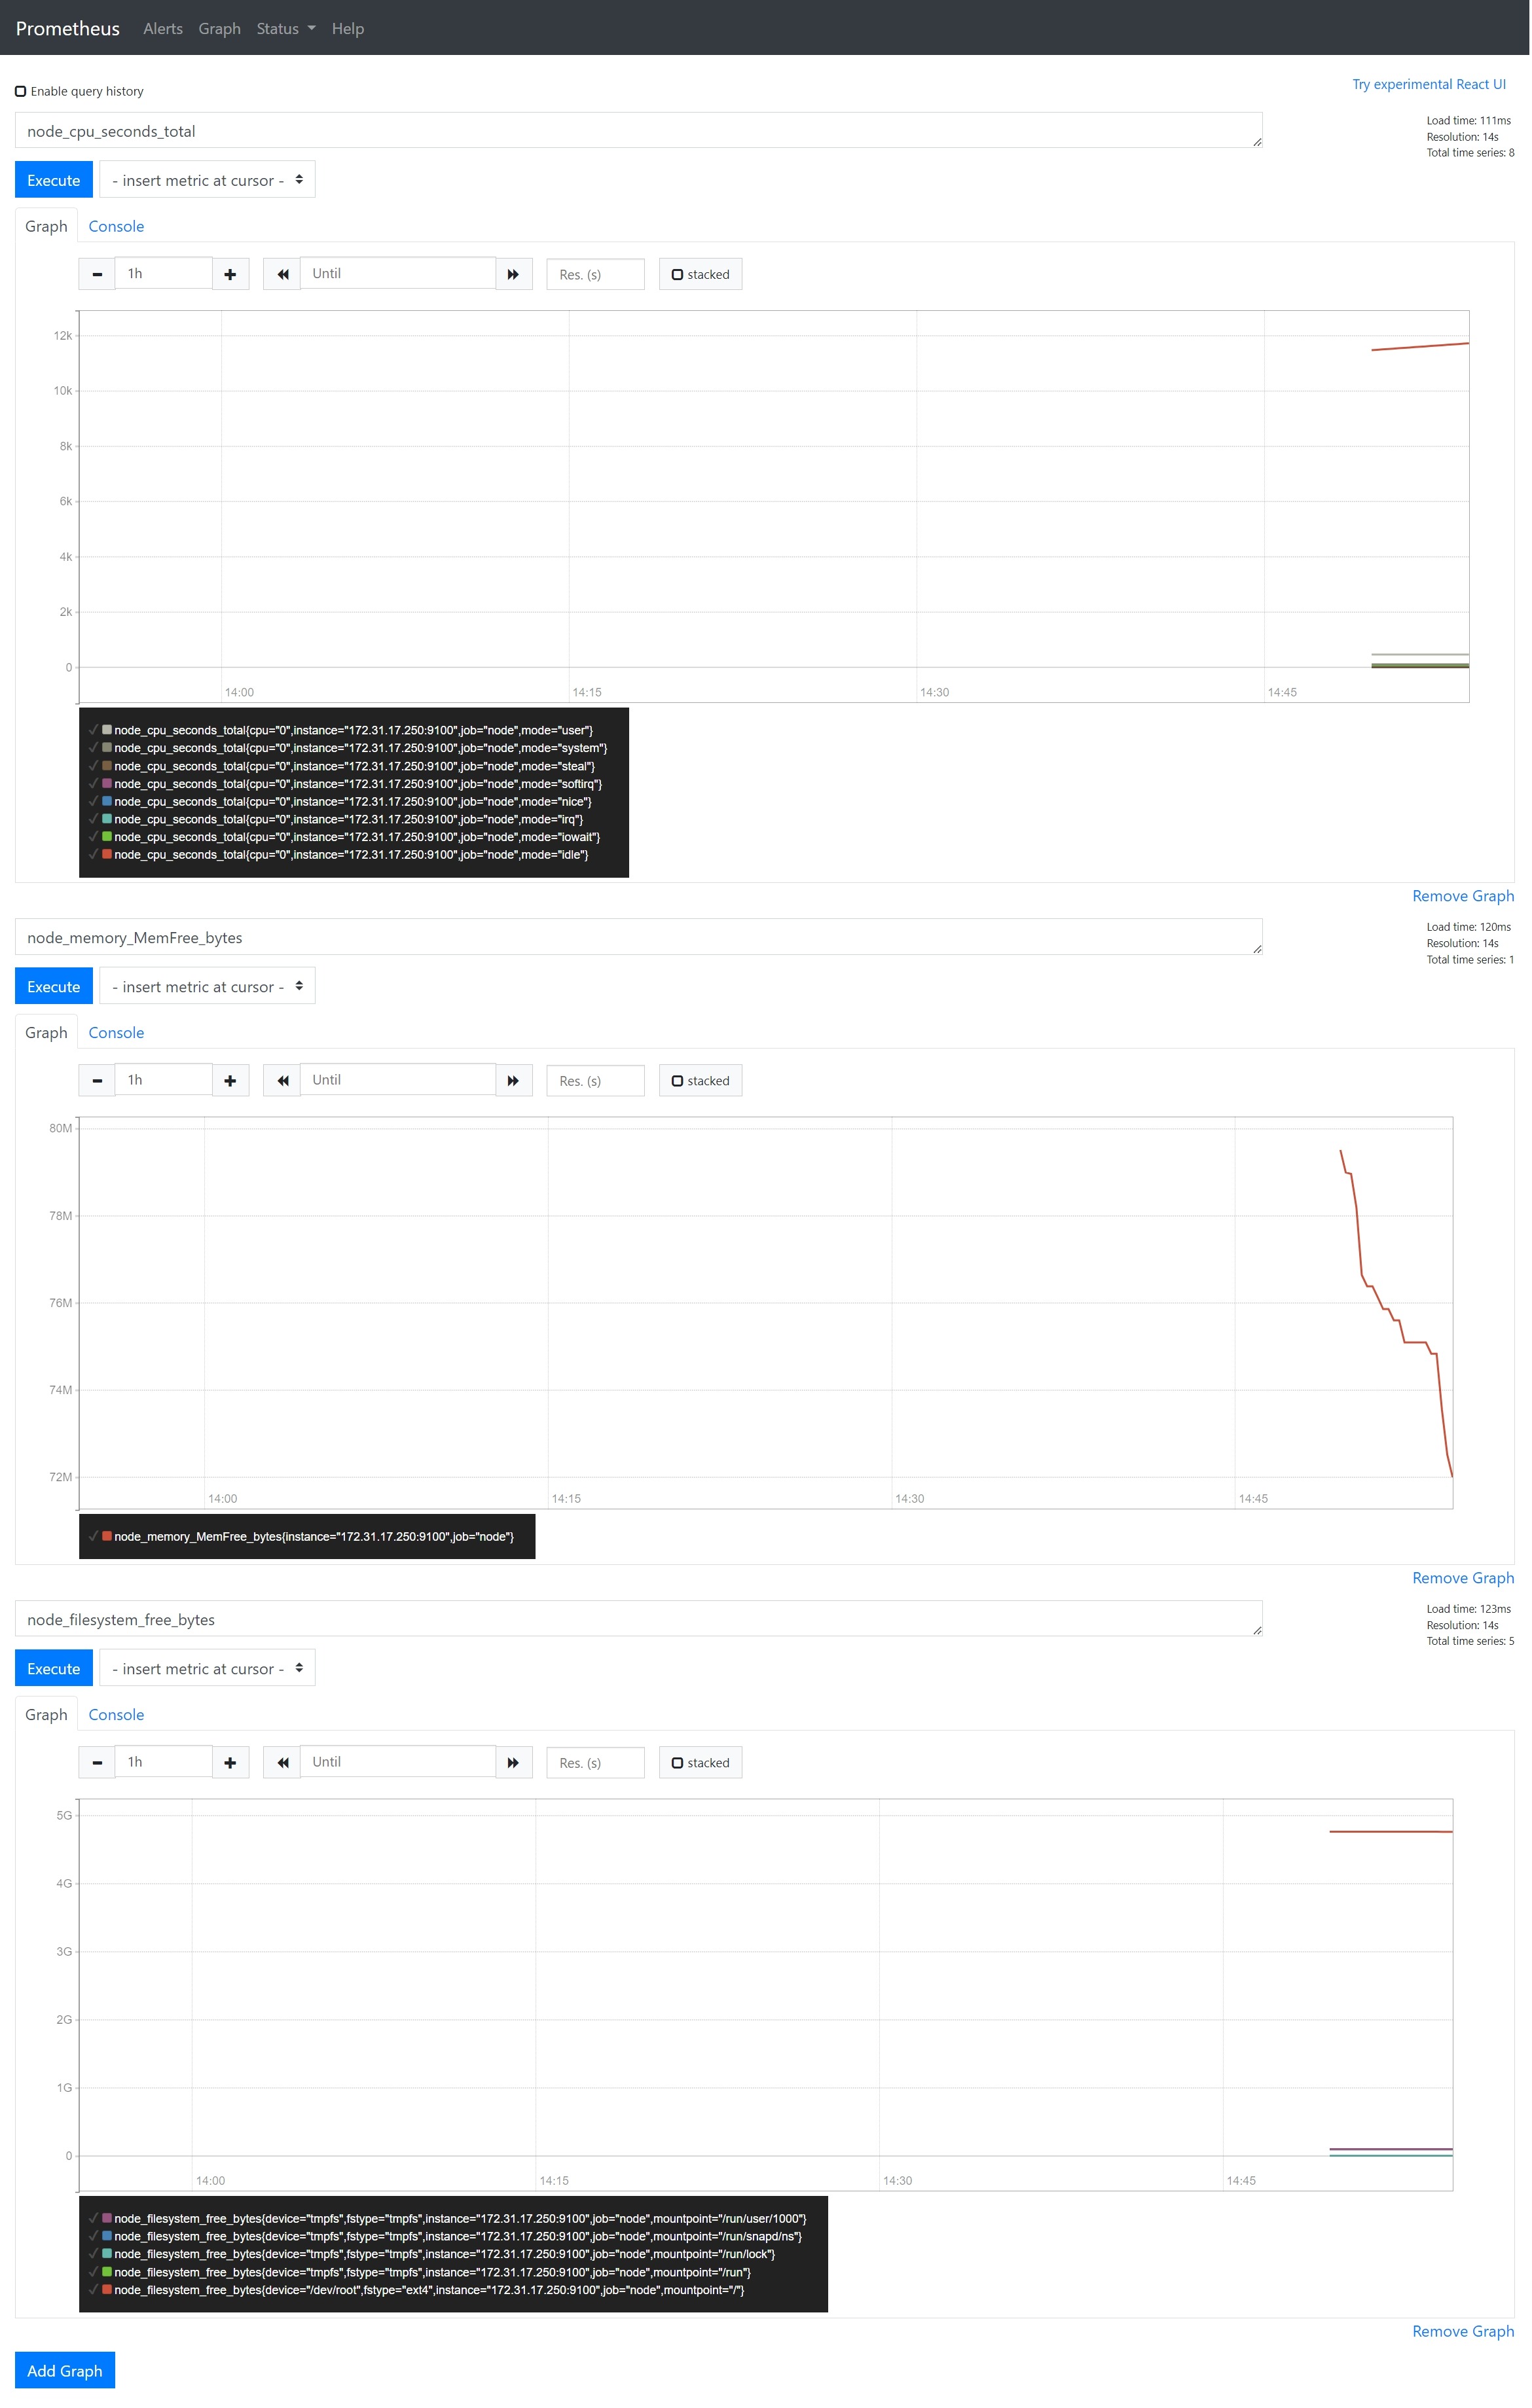 Prometheus Alerts Graph Status Help
Enable query history
Try experimental React UI
node_cpu_seconds_total
Load time: 111ms
Resolution: 14s
Total time series: 8
Execute - insert metric at cursor -
Graph Console
1h Until Res. (s) stacked
12k
10k
8k
6k
4k
2k
0
14:00 14:15 14:30 14:45
node_cpu_seconds_total{cpu="0",instance="172.31.17.250:9100",job="node",mode="user"}
node_cpu_seconds_total{cpu="0",instance="172.31.17.250:9100",job="node",mode="system"}
node_cpu_seconds_total{cpu="0",instance="172.31.17.250:9100",job="node",mode="steal"}
node_cpu_seconds_total{cpu="0",instance="172.31.17.250:9100",job="node",mode="softirq"}
node_cpu_seconds_total{cpu="0",instance="172.31.17.250:9100",job="node",mode="nice"}
node_cpu_seconds_total{cpu="0",instance="172.31.17.250:9100",job="node",mode="irq"}
node_cpu_seconds_total{cpu="0",instance="172.31.17.250:9100",job="node",mode="iowait"}
node_cpu_seconds_total{cpu="0",instance="172.31.17.250:9100",job="node",mode="idle"}
Remove Graph
node_memory_MemFree_bytes
Load time: 120ms
Resolution: 14s
Total time series: 1
Execute - insert metric at cursor -
Graph Console
1h Until Res. (s) stacked
80M
78M
76M
74M
72M
14:00 14:15 14:30 14:45
node_memory_MemFree_bytes{instance="172.31.17.250:9100",job="node"}
Remove Graph
node_filesystem_free_bytes
Load time: 123ms
Resolution: 14s
Total time series: 5
Execute - insert metric at cursor -
Graph Console
1h Until Res. (s) stacked
5G
4G
3G
2G
1G
0
14:00 14:15 14:30 14:45
node_filesystem_free_bytes{device="tmpfs",fstype="tmpfs",instance="172.31.17.250:9100",job="node",mountpoint="/run/user/1000"}
node_filesystem_free_bytes{device="tmpfs",fstype="tmpfs",instance="172.31.17.250:9100",job="node",mountpoint="/run/snapd/ns"}
node_filesystem_free_bytes{device="tmpfs",fstype="tmpfs",instance="172.31.17.250:9100",job="node",mountpoint="/run/lock"}
node_filesystem_free_bytes{device="tmpfs",fstype="tmpfs",instance="172.31.17.250:9100",job="node",mountpoint="/run"}
node_filesystem_free_bytes{device="/dev/root",fstype="ext4",instance="172.31.17.250:9100",job="node",mountpoint="/"}
Remove Graph
Add Graph